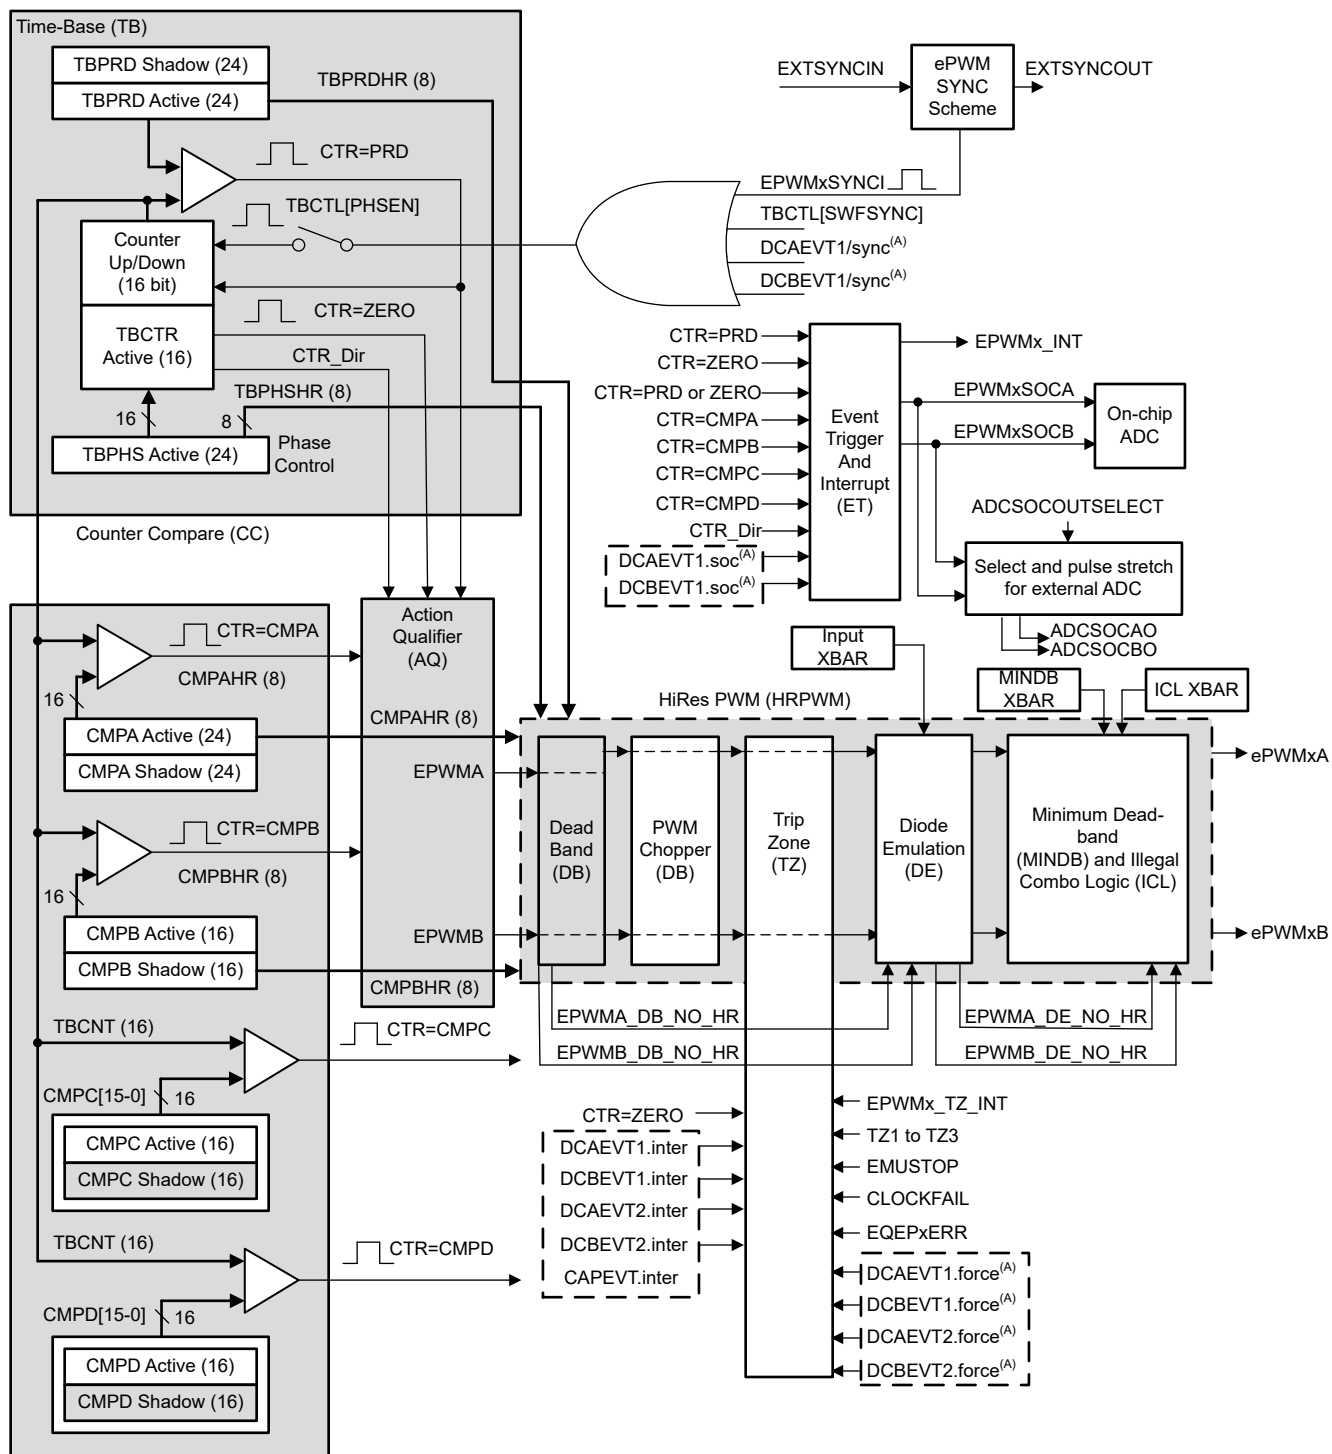 Time-Base (TB)
TBPRD Shadow (24)
TBPRD Active (24)
TBPRDHR (8)
CTR=PRD
TBCTL[PHSEN]
Counter
Up/Down
(16 bit)
CTR=ZERO
TBCTR
Active (16)
CTR_Dir
TBPHSHR (8)
16
8
TBPHS Active (24)
Phase
Control
EXTSYNCIN
ePWM
SYNC
Scheme
EXTSYNCOUT
EPWMxSYNCI
TBCTL[SWFSYNC]
DCAEVT1/sync(A)
DCBEVT1/sync(A)
CTR=PRD
CTR=ZERO
CTR=PRD or ZERO
CTR=CMPA
CTR=CMPB
CTR=CMPC
CTR=CMPD
CTR_Dir
DCAEVT1.soc(A)
DCBEVT1.soc(A)
Event
Trigger
And
Interrupt
(ET)
EPWMx_INT
EPWMxSOCA
EPWMxSOCB
On-chip
ADC
ADCSOCOUTSELECT
Select and pulse stretch
for external ADC
ADCSOCAO
ADCSOCBO
Counter Compare (CC)
CTR=CMPA
CMPAHR (8)
16
CMPA Active (24)
CMPA Shadow (24)
CTR=CMPB
CMPBHR (8)
16
CMPB Active (16)
CMPB Shadow (16)
TBCNT (16)
CTR=CMPC
CMPC[15-0]
16
CMPC Active (16)
CMPC Shadow (16)
TBCNT (16)
CTR=CMPD
CMPD[15-0]
16
CMPD Active (16)
CMPD Shadow (16)
Action
Qualifier
(AQ)
CMPAHR (8)
EPWMA
EPWMB
CMPBHR (8)
HiRes PWM (HRPWM)
Input
XBAR
MINDB
XBAR
ICL XBAR
Dead
Band
(DB)
PWM
Chopper
(DB)
Trip
Zone
(TZ)
Diode
Emulation
(DE)
Minimum Dead-
band
(MINDB) and Illegal
Combo Logic (ICL)
ePWMxA
ePWMxB
EPWMA_DB_NO_HR
EPWMB_DB_NO_HR
EPWMA_DE_NO_HR
EPWMB_DE_NO_HR
CTR=ZERO
DCAEVT1.inter
DCBEVT1.inter
DCAEVT2.inter
DCBEVT2.inter
CAPEVT.inter
EPWMx_TZ_INT
TZ1 to TZ3
EMUSTOP
CLOCKFAIL
EQEPxERR
DCAEVT1.force(A)
DCBEVT1.force(A)
DCAEVT2.force(A)
DCBEVT2.force(A)